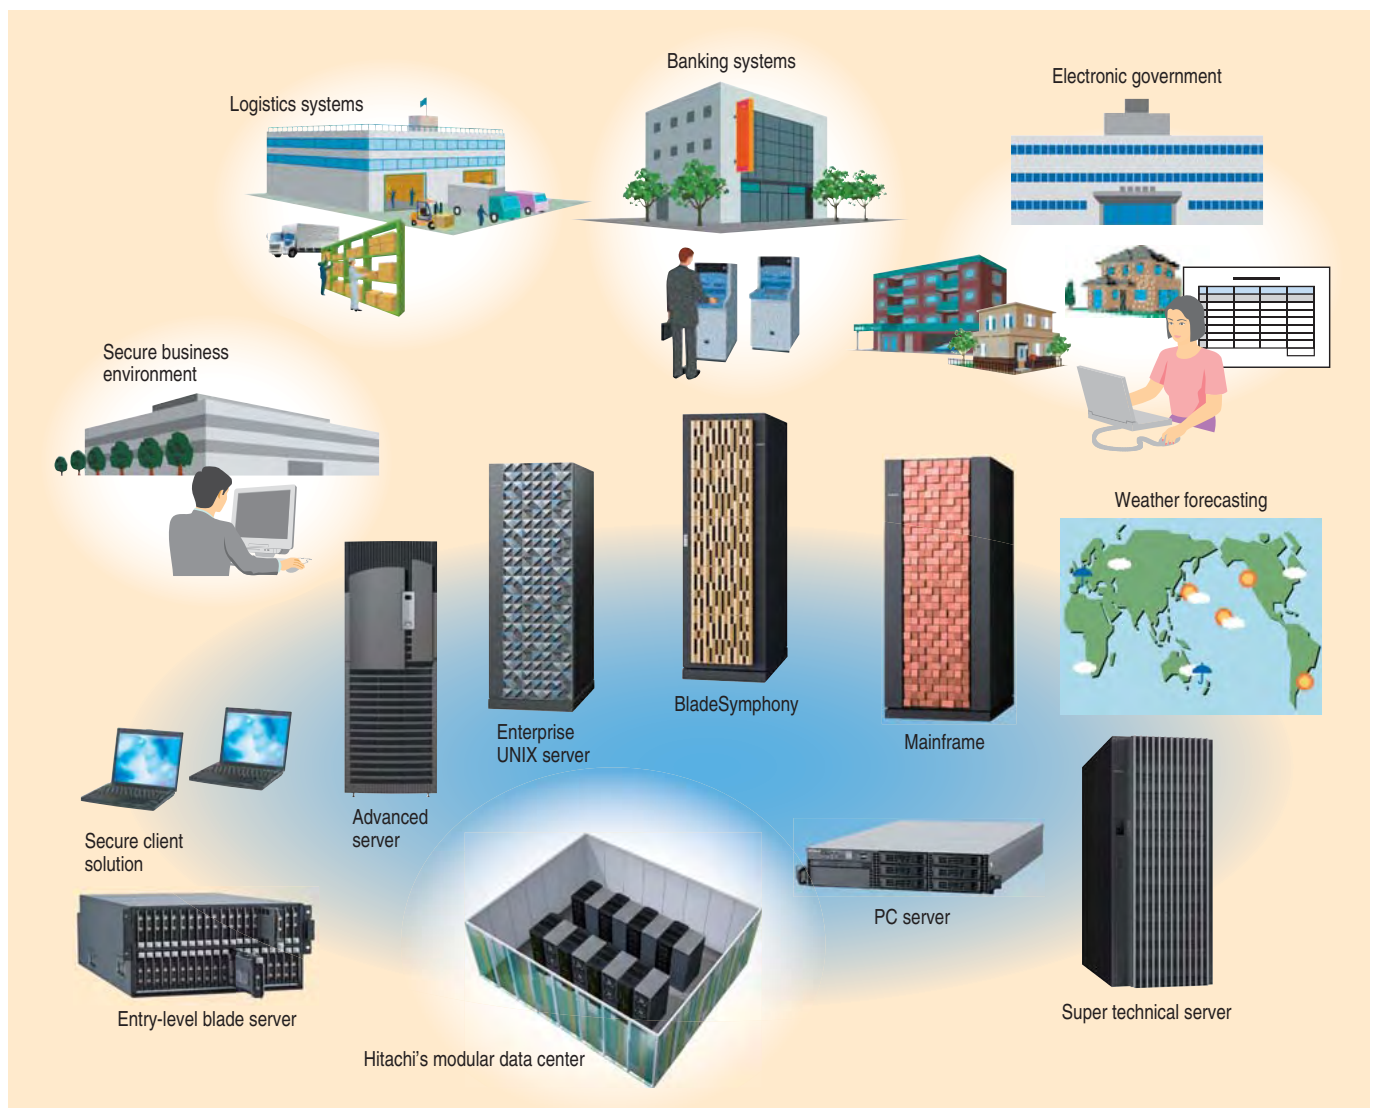 Banking systems
Electronic government
Logistics systems
Secure business
environment
Weather forecasting
BladeSymphony
Enterprise
UNIX server
Mainframe
Advanced
server
Secure client
solution
PC server
Entry-level blade server
Super technical server
Hitachi's modular data center